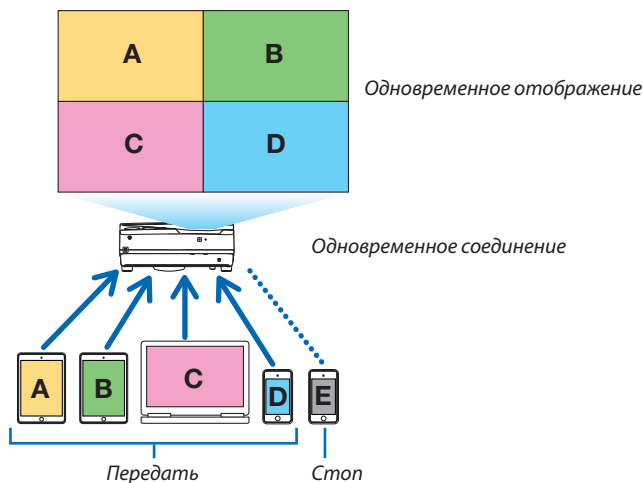 A B
Одновременное отображение
C D
Одновременное соединение
A B C D E
Передать Стоп